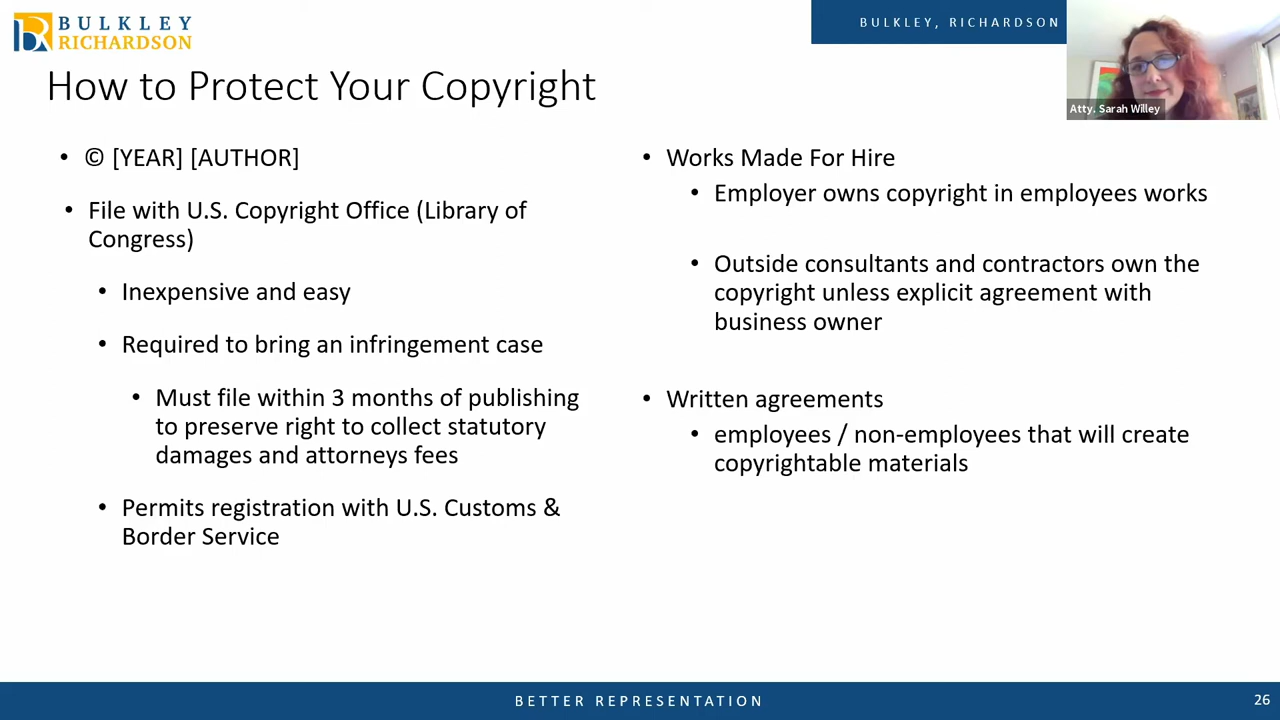 BULKLEY
RICHARDSON
BULKLEY, RICHARDSON
Atty. Sarah Willey
How to Protect Your Copyright
• © [YEAR] [AUTHOR]
• File with U.S. Copyright Office (Library of
Congress)
• Inexpensive and easy
• Required to bring an infringement case
• Must file within 3 months of publishing
to preserve right to collect statutory
damages and attorneys fees
• Permits registration with U.S. Customs &
Border Service
• Works Made For Hire
• Employer owns copyright in employees works
• Outside consultants and contractors own the
copyright unless explicit agreement with
business owner
• Written agreements
• employees / non-employees that will create
copyrightable materials
BETTER REPRESENTATION
26